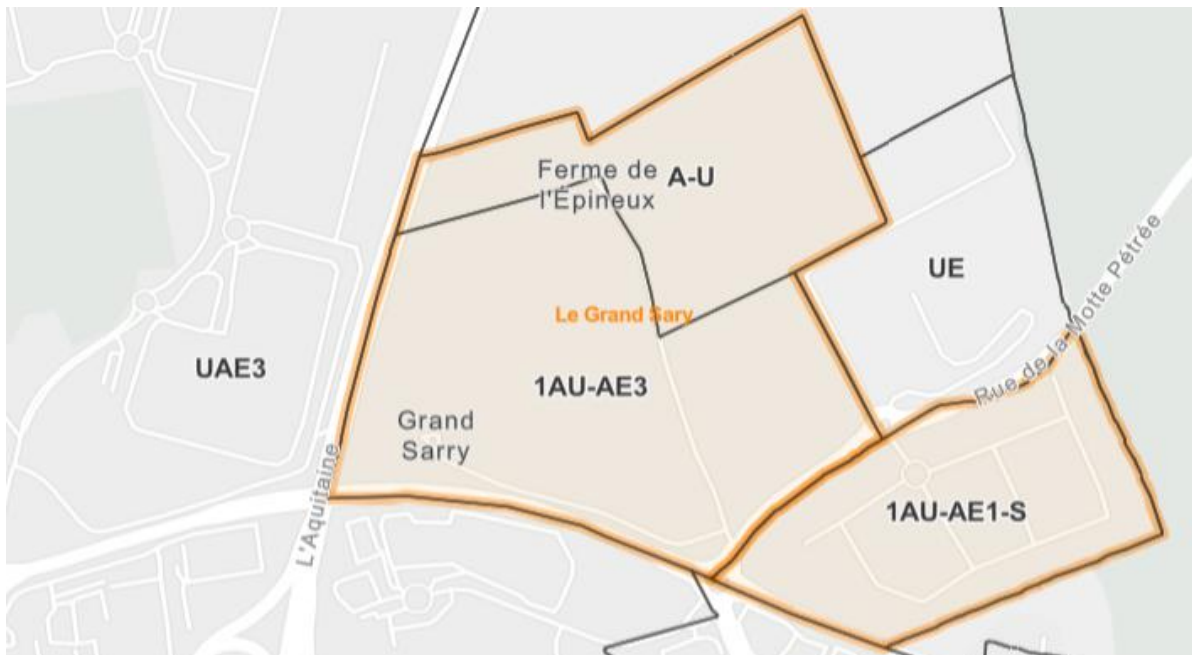 Ferme de
l'Épineux
A-U
UE
Rue de la Motte Pétrée
Le Grand Sary
UAE3
1AU-AE3
Grand
Sarry
L'Aquitaine
1AU-AE1-S